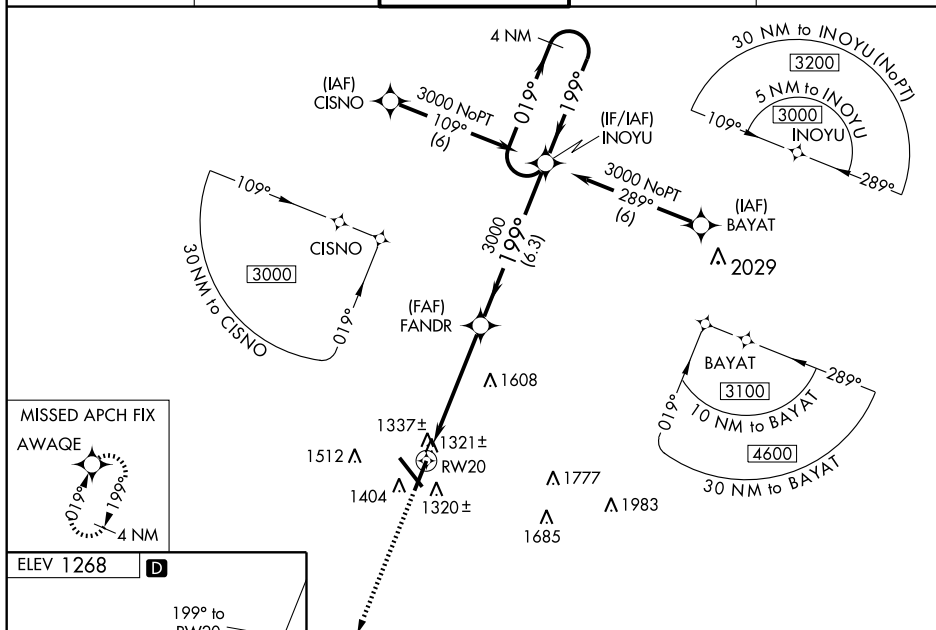 4 NM
019°
199°
(IAF)
CISNO
3000 NoPT
109°
(6)
(IF/IAF)
INOYU
30 NM to INOYU (NoPT)
3200
5 NM to INOYU
3000
INOYU
109°
289°
3000 NoPT
289°
(6)
(IAF)
BAYAT
2029
109°
CISNO
3000
019°
30 NM to CISNO
3000
199°
(6.3)
(FAF)
FANDR
1608
BAYAT
289°
3100
10 NM to BAYAT
019°
4600
30 NM to BAYAT
MISSED APCH FIX
AWAQE
019°
199°
4 NM
1337±
1321±
1512
RW20
1404
1320±
1777
1983
1685
ELEV 1268
D
199° to
RW20